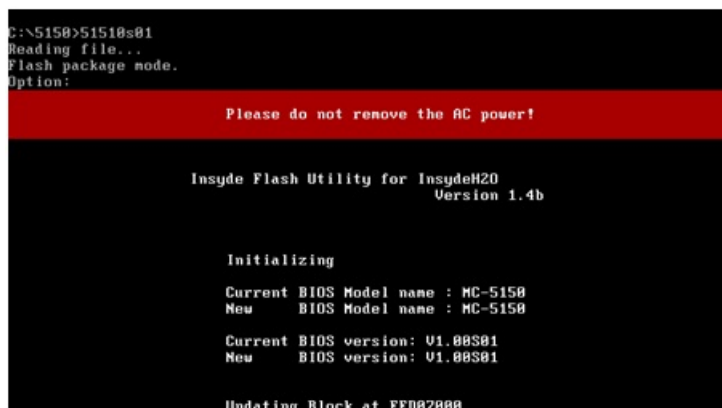 C:\5150>51510s01
Reading file...
Flash package mode.
Option:
Please do not remove the AC power!
Insyde Flash Utility for InsydeH2O
Version 1.4b
Initializing
Current BIOS Model name : MC-5150
New BIOS Model name : MC-5150
Current BIOS version: V1.00S01
New BIOS version: V1.00S01
Updating Block at FFD02000